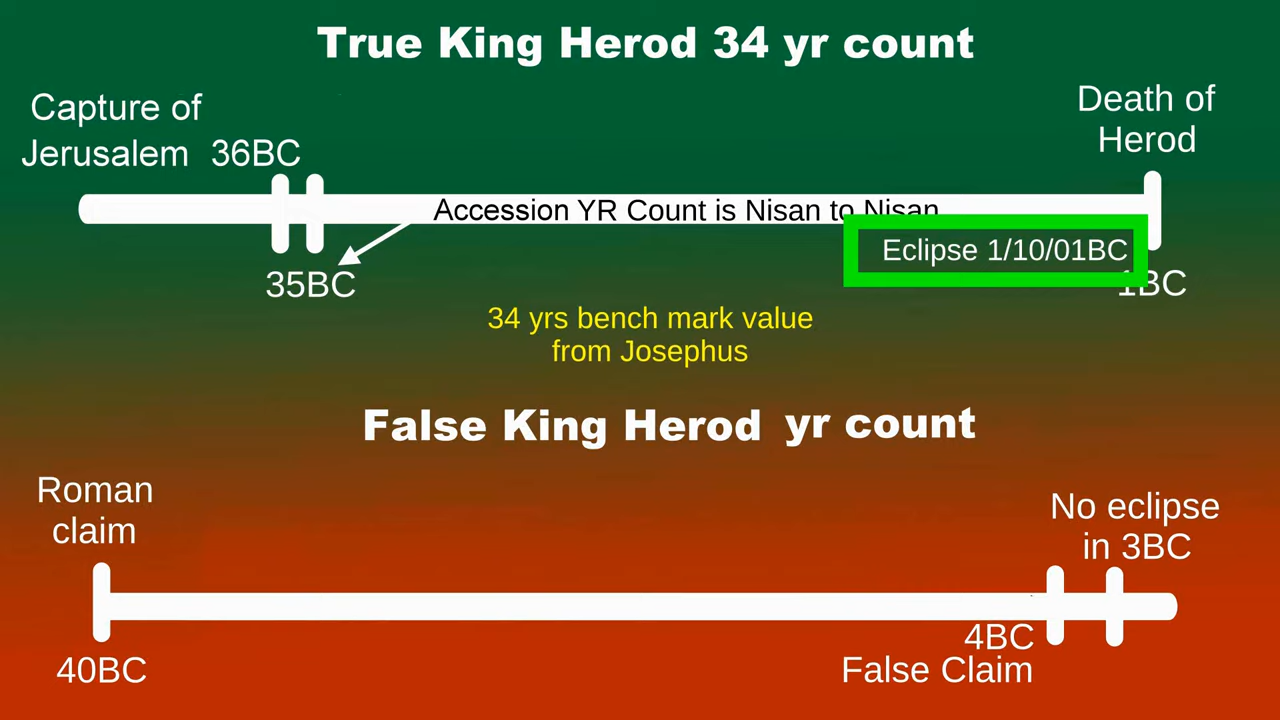 True King Herod 34 yr count
Capture of
Jerusalem 36BC
Death of
Herod
Accession YR Count is Nisan to Nisan
Eclipse 1/10/01BC
35BC
1BC
34 yrs bench mark value
from Josephus
False King Herod yr count
Roman
claim
No eclipse
in 3BC
4BC
40BC
False Claim